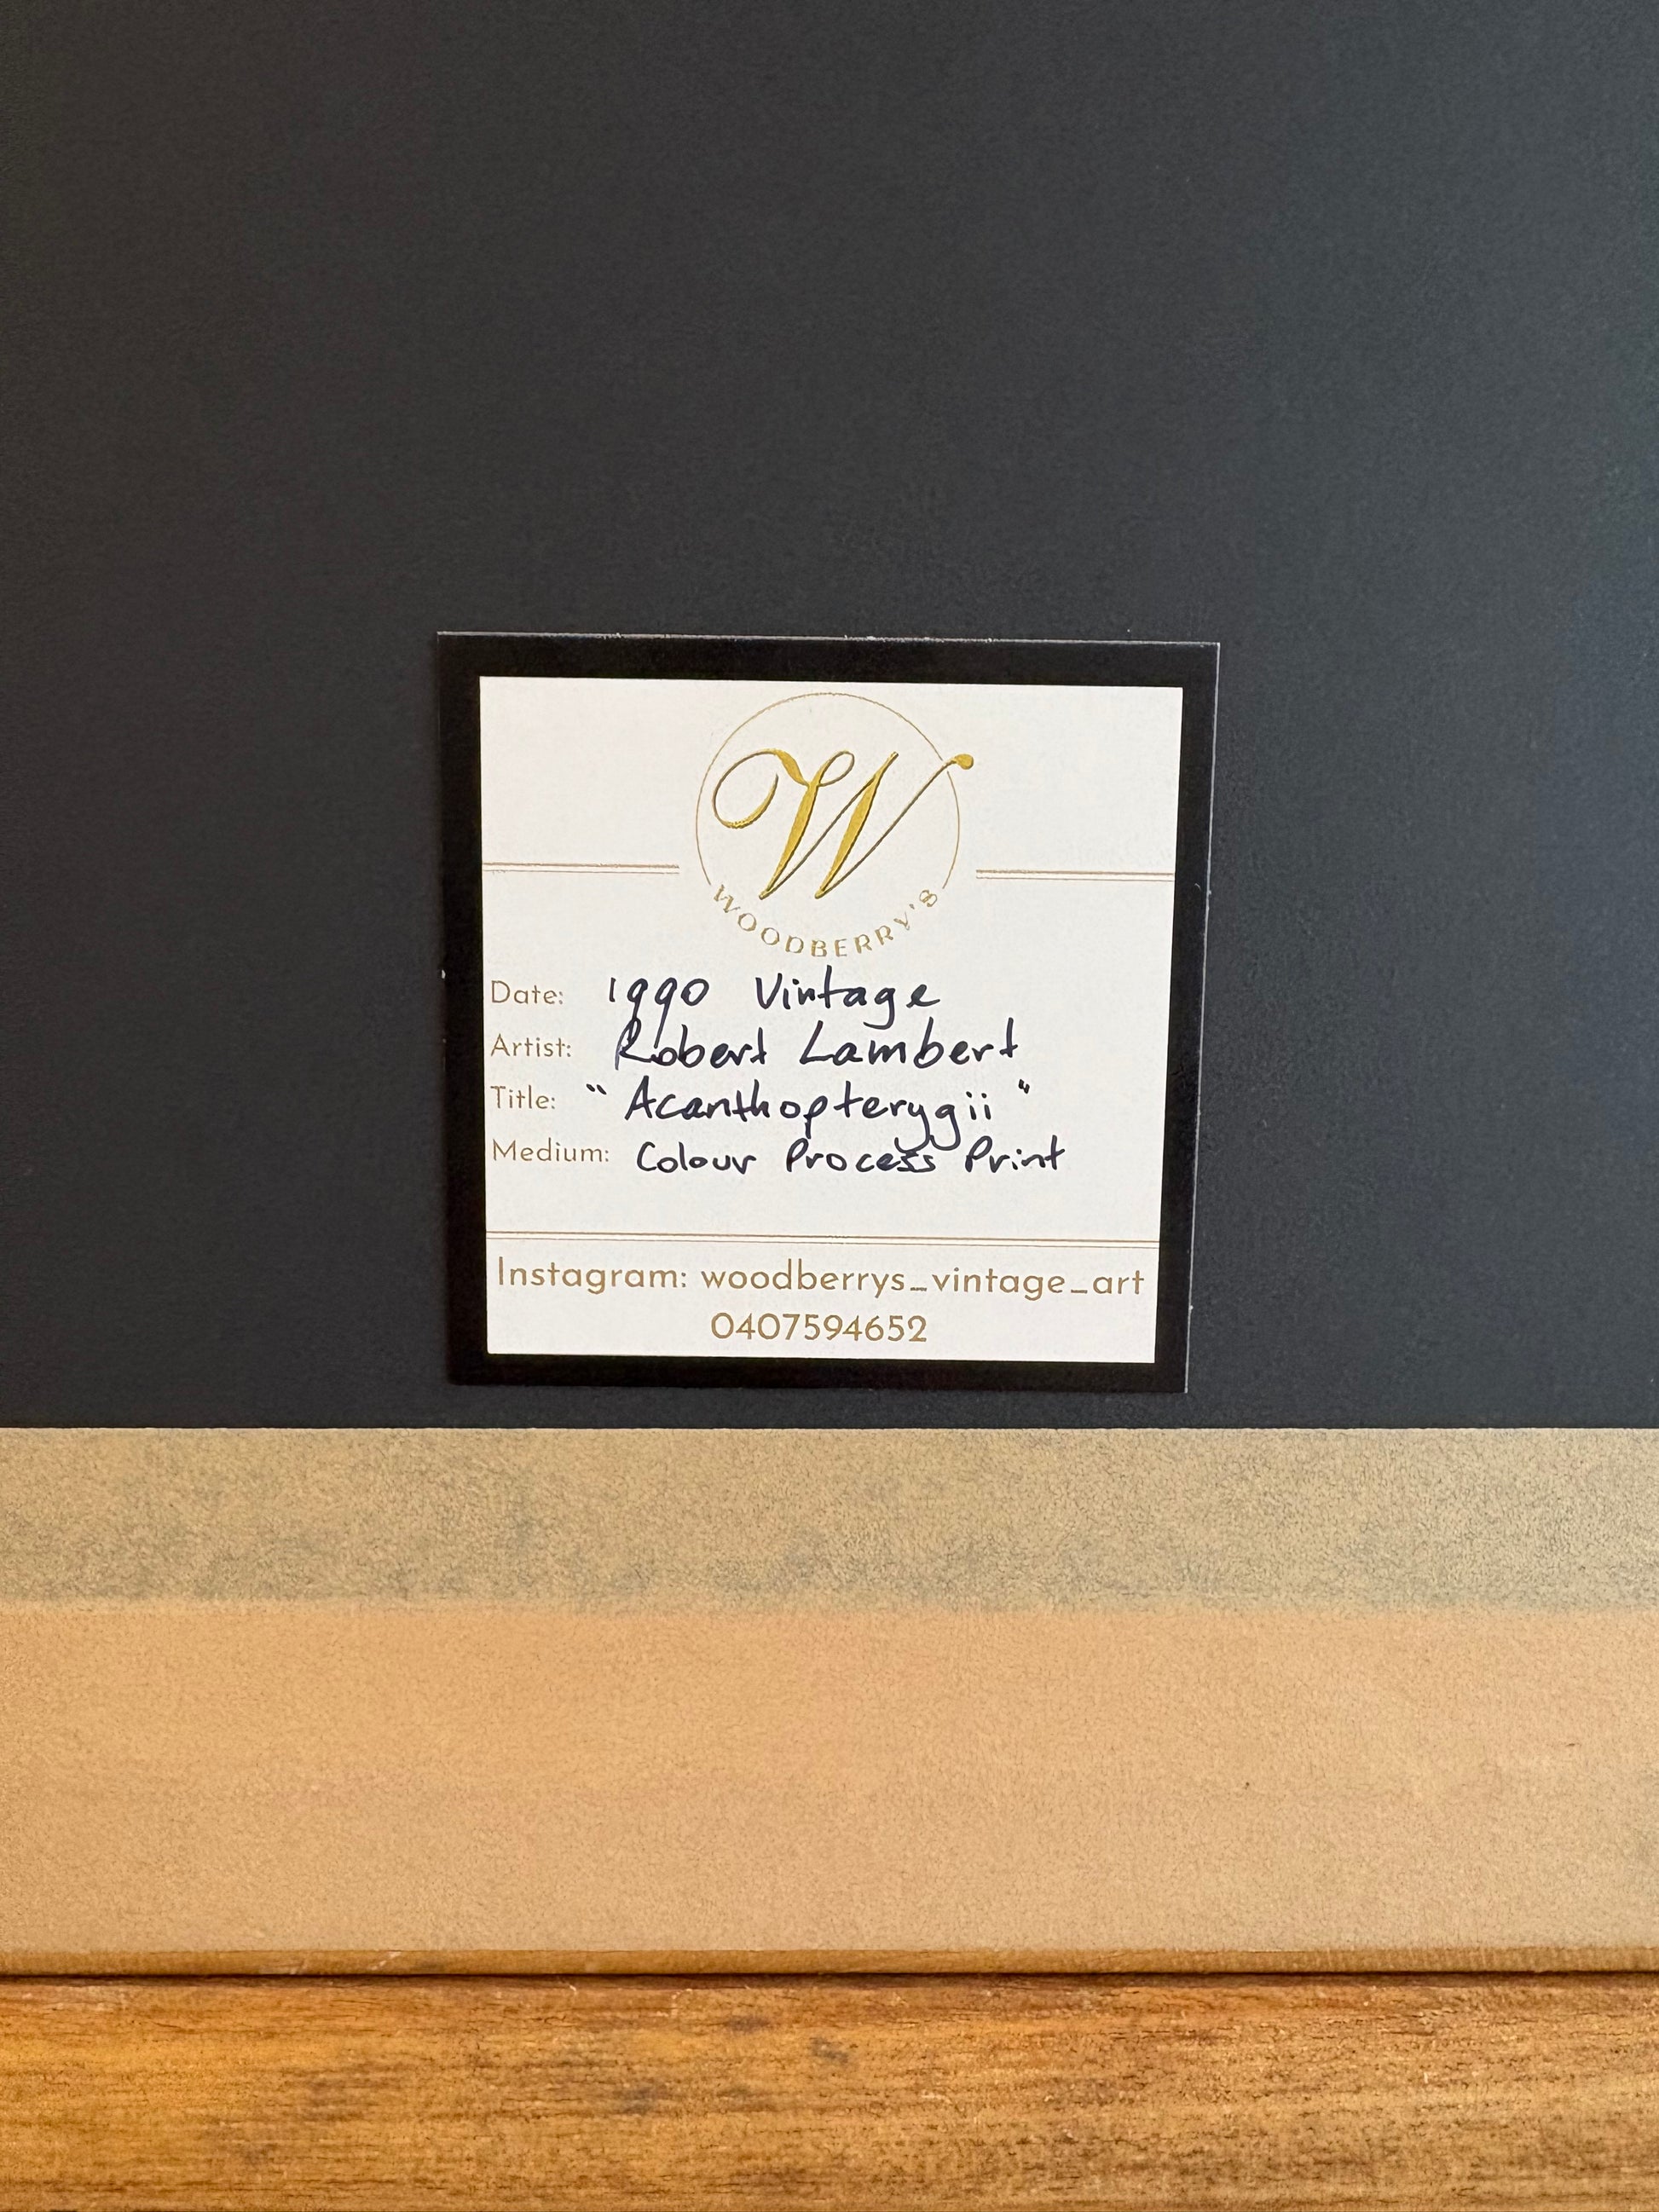 W
WOODBERRY'S
Date: 1990 Vintage
Artist: Robert Lambert
Title: "Acanthopterygii"
Medium: Colour Process Print
Instagram: woodberrys_vintage_art
0407594652